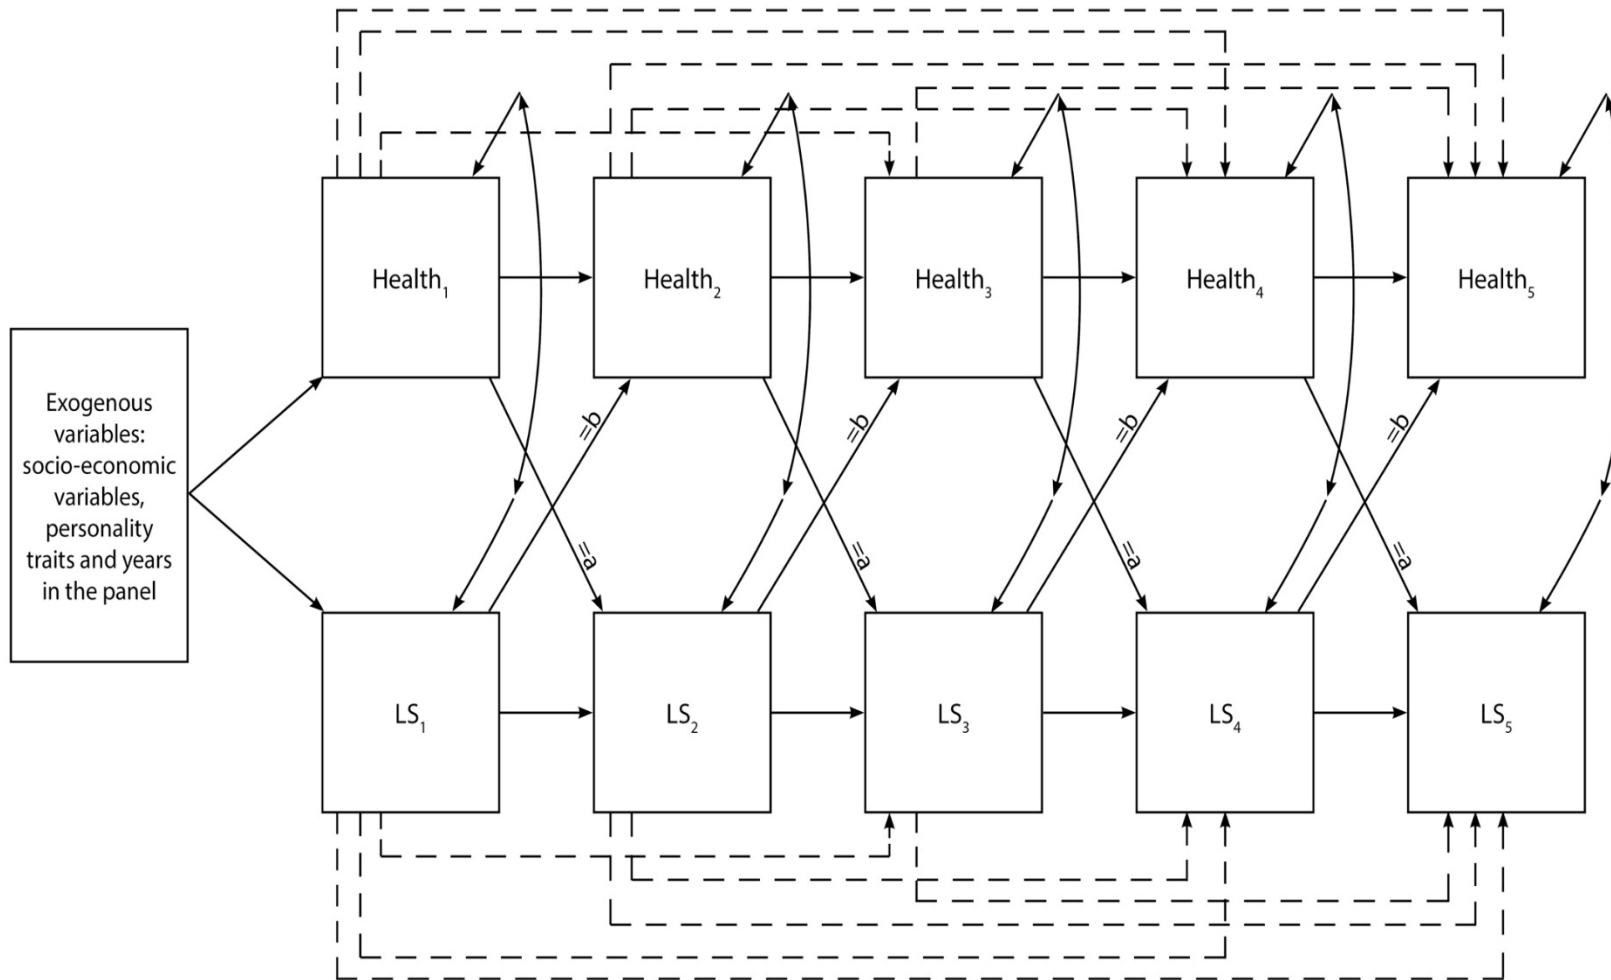 Health₁
Health₂
Health₃
Health₄
Health₅
Exogenous
variables:
socio-economic
variables,
personality
traits and years
in the panel
=b
=b
=b
=b
=a
=a
=a
=a
LS₁
LS₂
LS₃
LS₄
LS₅